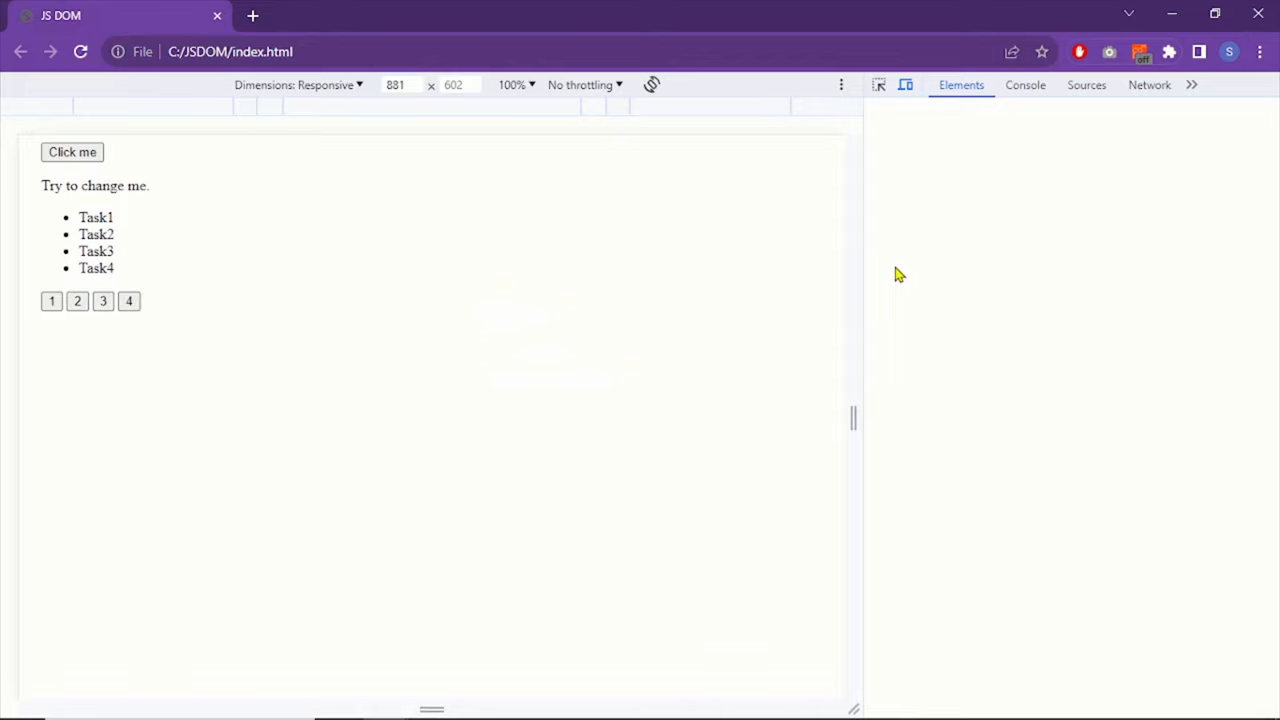 JS DOM
File C:/JSDOM/index.html
S
off
Dimensions: Responsive 881 x 602 100% No throttling
Elements Console Sources Network
Click me
Try to change me.
Task1
Task2
Task3
Task4
1 2 3 4